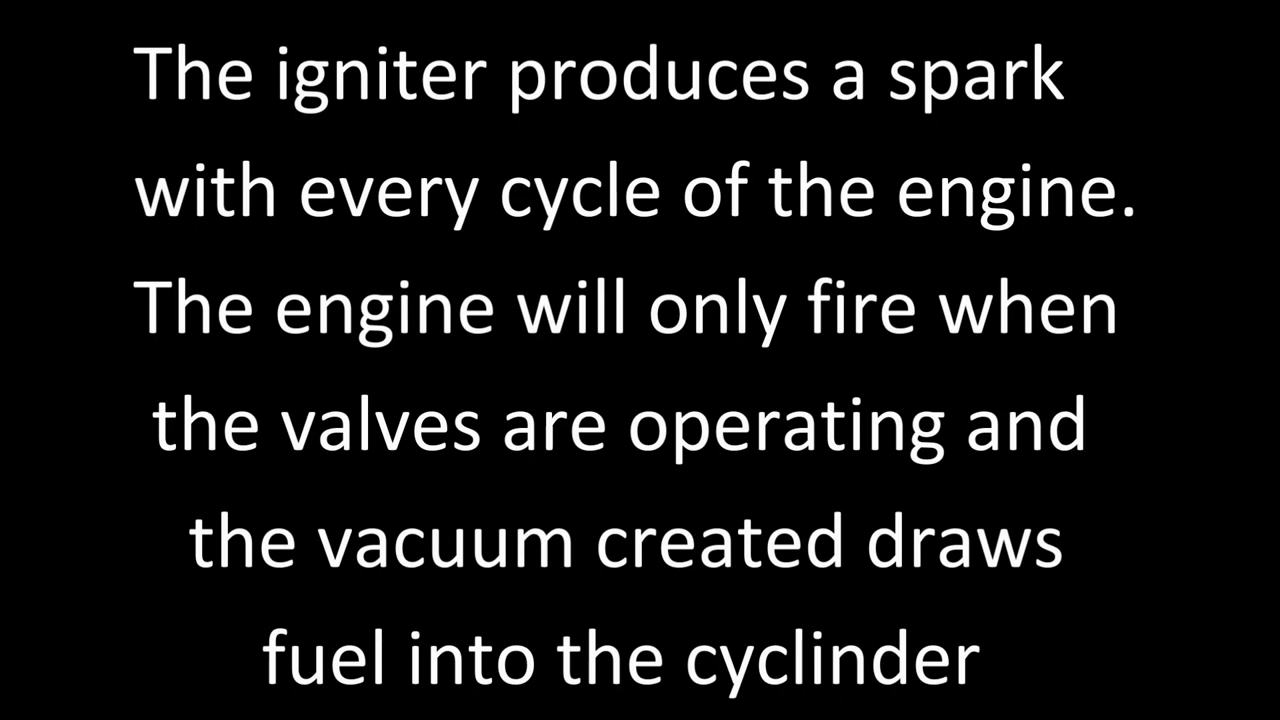 The igniter produces a spark
with every cycle of the engine.
The engine will only fire when
the valves are operating and
the vacuum created draws
fuel into the cyclinder